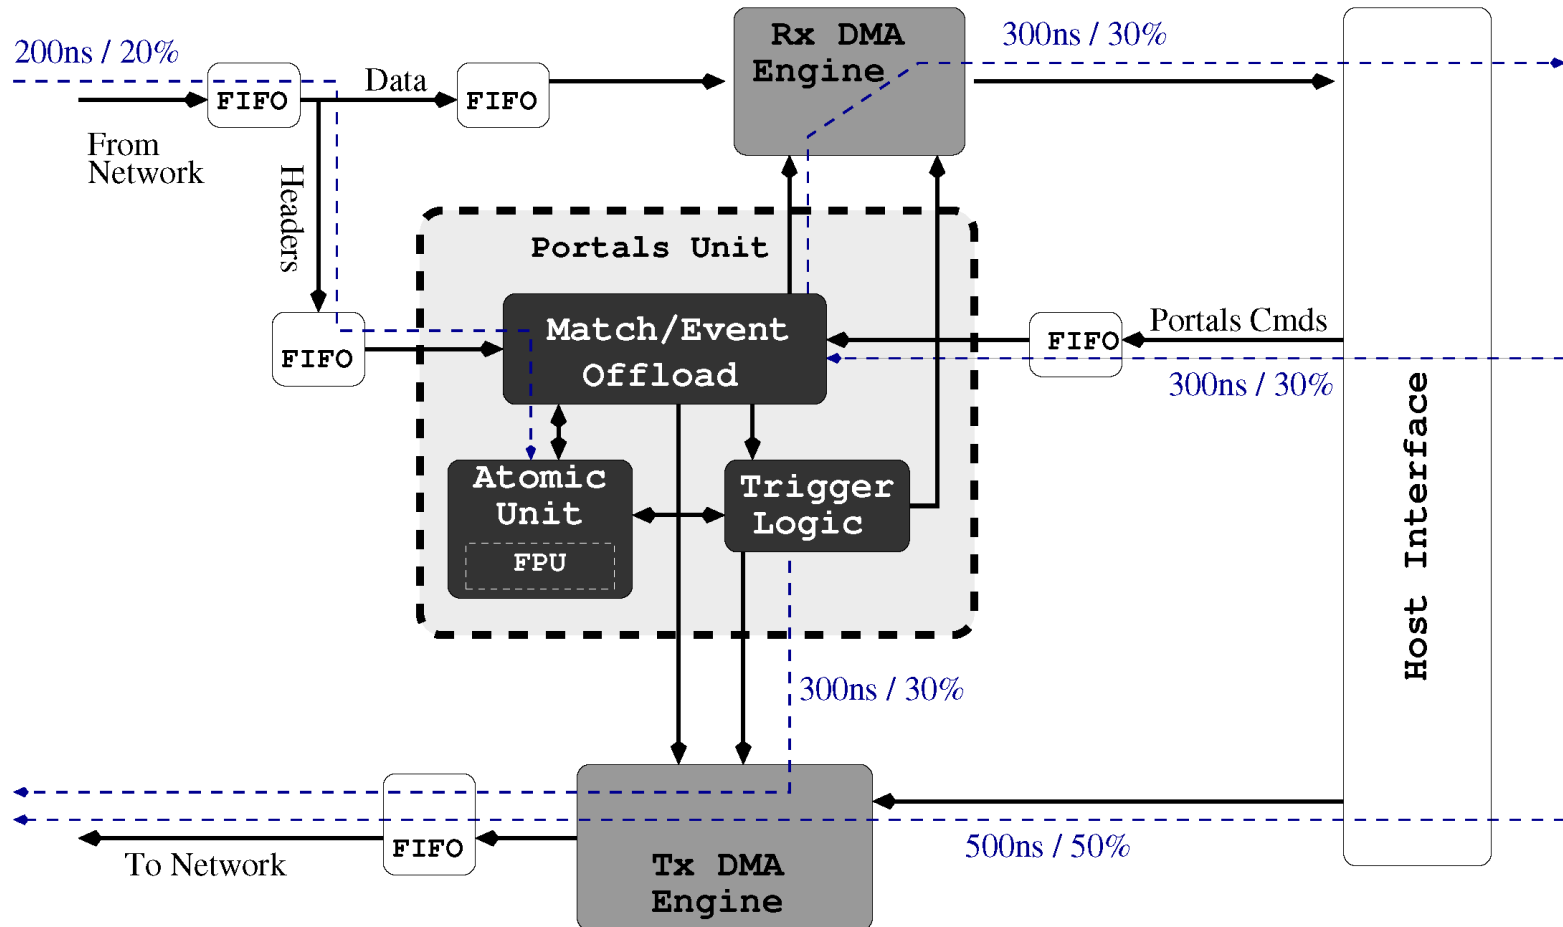 Rx DMA
Engine
300ns / 30%
200ns / 20%
Data
FIFO
FIFO
From
Network
Headers
Portals Unit
Match/Event
Offload
FIFO
Portals Cmds
FIFO
300ns / 30%
Host Interface
Atomic
Unit
FPU
Trigger
Logic
300ns / 30%
500ns / 50%
FIFO
To Network
Tx DMA
Engine